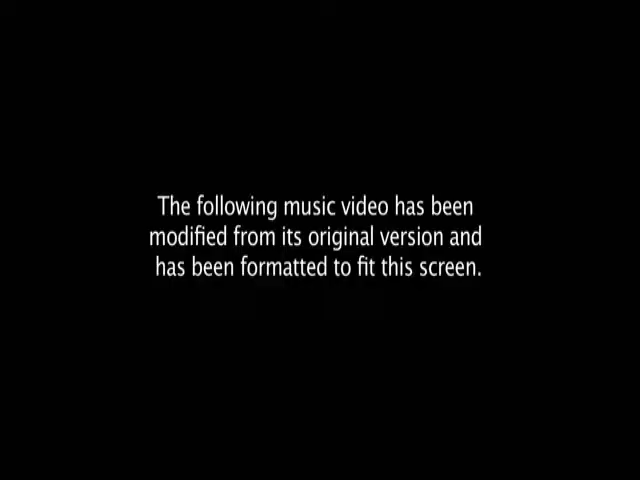 The following music video has been
modified from its original version and
has been formatted to fit this screen.